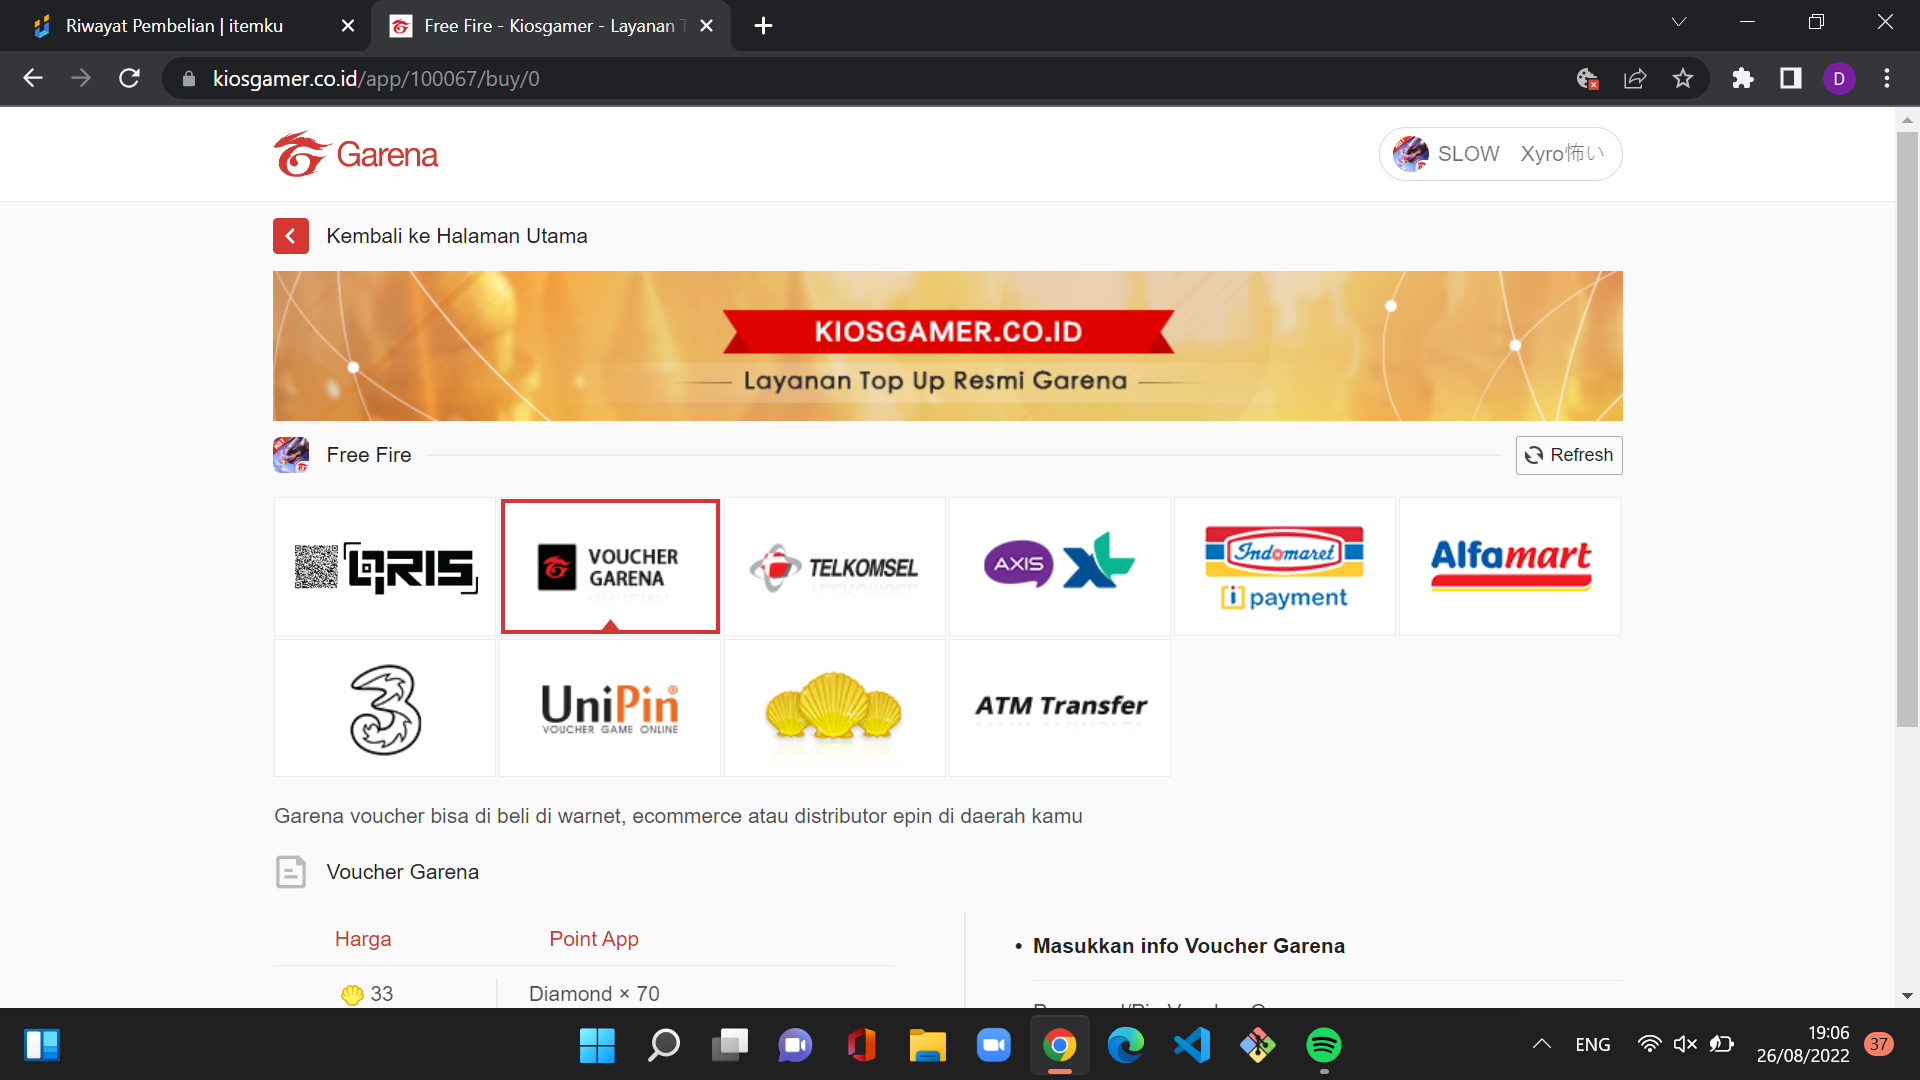 Riwayat Pembelian | itemku
Free Fire - Kiosgamer - Layanan T
kiosgamer.co.id/app/100067/buy/0
D
Garena
SLOW Xyro怖い
Kembali ke Halaman Utama
KIOSGAMER.CO.ID
Layanan Top Up Resmi Garena
Free Fire
Refresh
QRIS
VOUCHER
GARENA
TELKOMSEL
AXIS XL
Indomaret
i payment
Alfamart
3
UniPin
VOUCHER GAME ONLINE
ATM Transfer
Garena voucher bisa di beli di warnet, ecommerce atau distributor epin di daerah kamu
Voucher Garena
Harga Point App
33 Diamond × 70
• Masukkan info Voucher Garena
ENG
19:06
26/08/2022
37